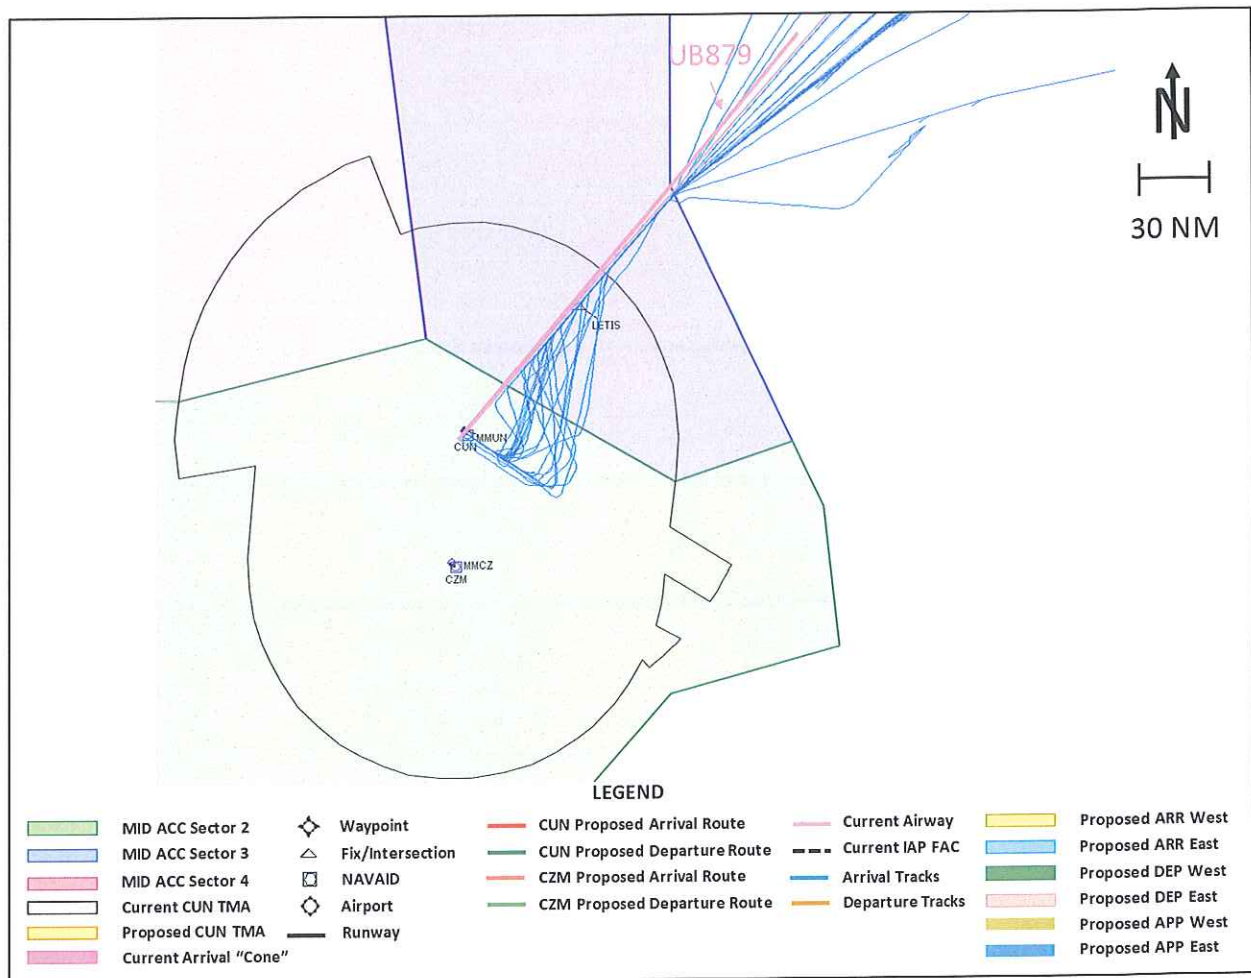 UB879
N
30 NM
LETIS
MMUN
CUN
MMCZ
CZM
LEGEND
MID ACC Sector 2
MID ACC Sector 3
MID ACC Sector 4
Current CUN TMA
Proposed CUN TMA
Current Arrival "Cone"
Waypoint
Fix/Intersection
NAVAID
Airport
Runway
CUN Proposed Arrival Route
CUN Proposed Departure Route
CZM Proposed Arrival Route
CZM Proposed Departure Route
Current Airway
Current IAP FAC
Arrival Tracks
Departure Tracks
Proposed ARR West
Proposed ARR East
Proposed DEP West
Proposed DEP East
Proposed APP West
Proposed APP East